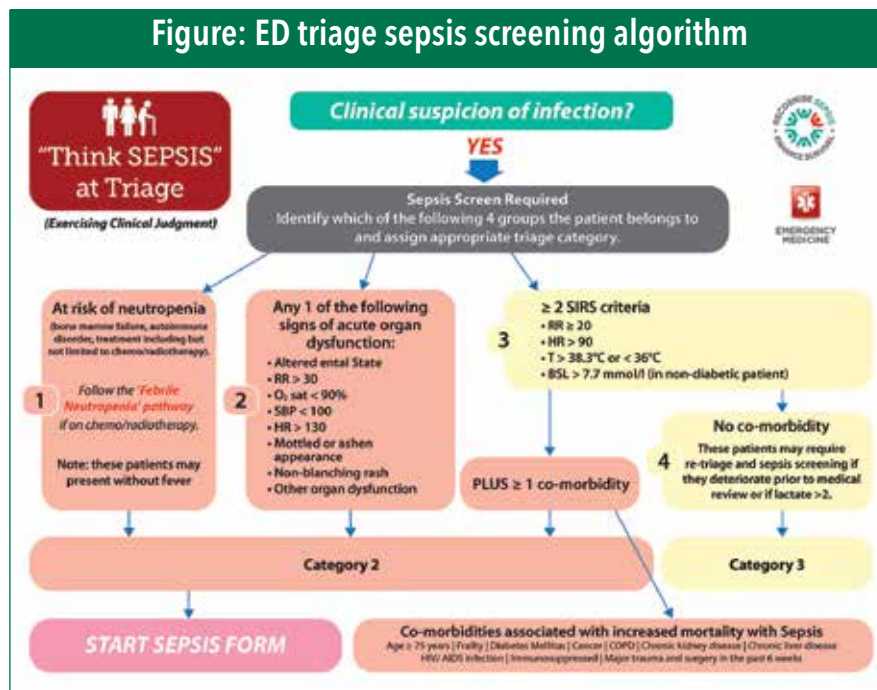 Figure: ED triage sepsis screening algorithm
"Think SEPSIS"
at Triage
(Exercising Clinical Judgment)
Clinical suspicion of infection?
YES
RECOGNISE SEPSIS
ENHANCE SURVIVAL
EMERGENCY
MEDICINE
Sepsis Screen Required
Identify which of the following 4 groups the patient belongs to
and assign appropriate triage category.
1
At risk of neutropenia
(bone marrow failure, autoimmune
disorder, treatment including but
not limited to chemo/radiotherapy).
Follow the 'Febrile
Neutropenia' pathway
if on chemo/radiotherapy.
Note: these patients may
present without fever
2
Any 1 of the following
signs of acute organ
dysfunction:
• Altered ental State
• RR > 30
• O₂ sat < 90%
• SBP < 100
• HR > 130
• Mottled or ashen
appearance
• Non-blanching rash
• Other organ dysfunction
3
≥ 2 SIRS criteria
• RR ≥ 20
• HR > 90
• T > 38.3°C or < 36°C
• BSL > 7.7 mmol/l (in non-diabetic patient)
PLUS ≥ 1 co-morbidity
4
No co-morbidity
These patients may require
re-triage and sepsis screening if
they deteriorate prior to medical
review or if lactate >2.
Category 2
Category 3
START SEPSIS FORM
Co-morbidities associated with increased mortality with Sepsis
Age ≥ 75 years | Frailty | Diabetes Mellitus | Cancer | COPD | Chronic kidney disease | Chronic liver disease
HIV/ AIDS infection | Immunosuppressed | Major trauma and surgery in the past 6 weeks